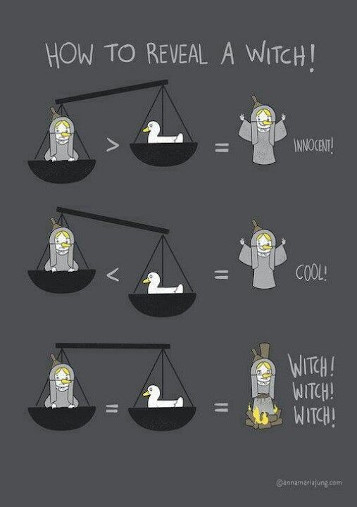 HOW TO REVEAL A WITCH!
> = INNOCENT!
< = COOL!
= = WITCH!
WITCH!
WITCH!
©annamariajung.com